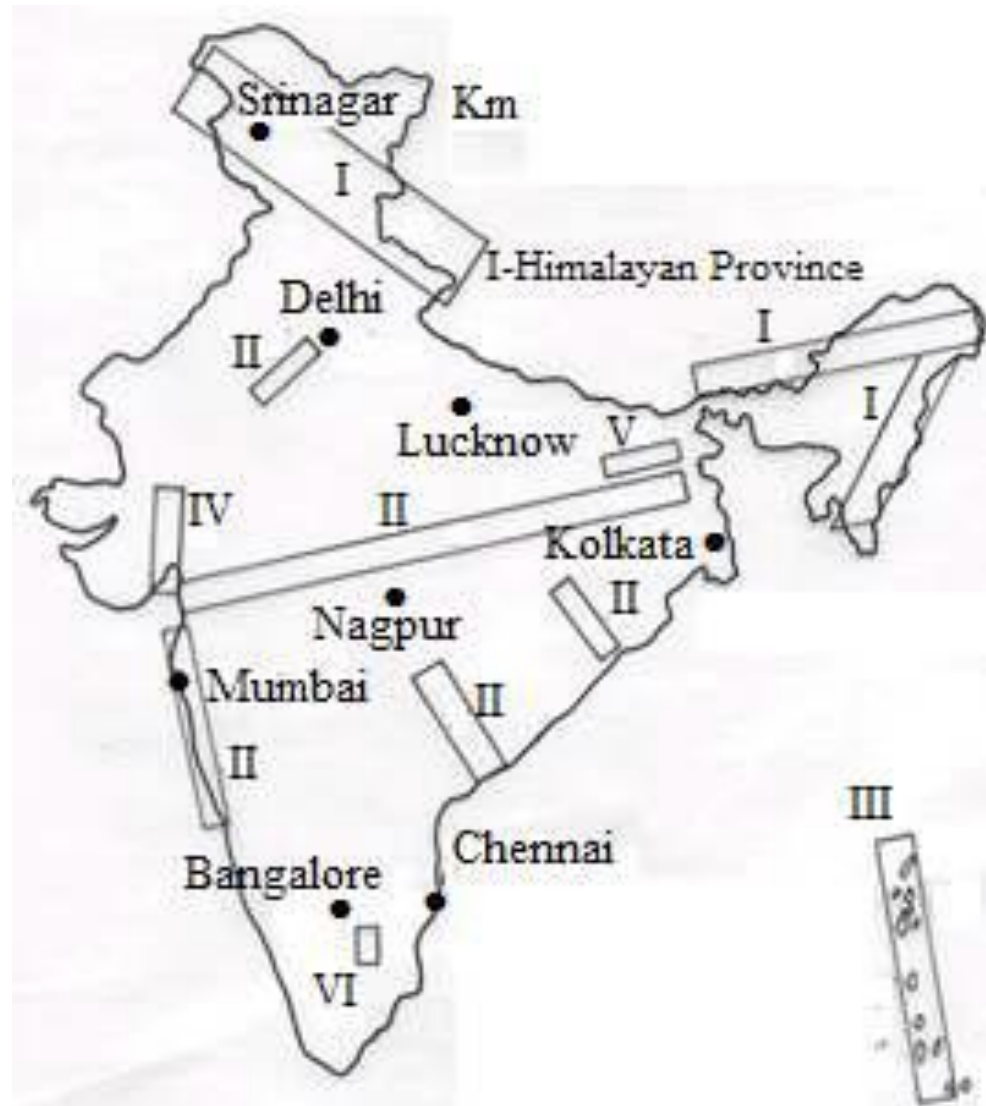 Srinagar
Km
I
I-Himalayan Province
Delhi
I
II
I
Lucknow
V
IV
II
Kolkata
II
Nagpur
Mumbai
II
II
III
Chennai
Bangalore
VI